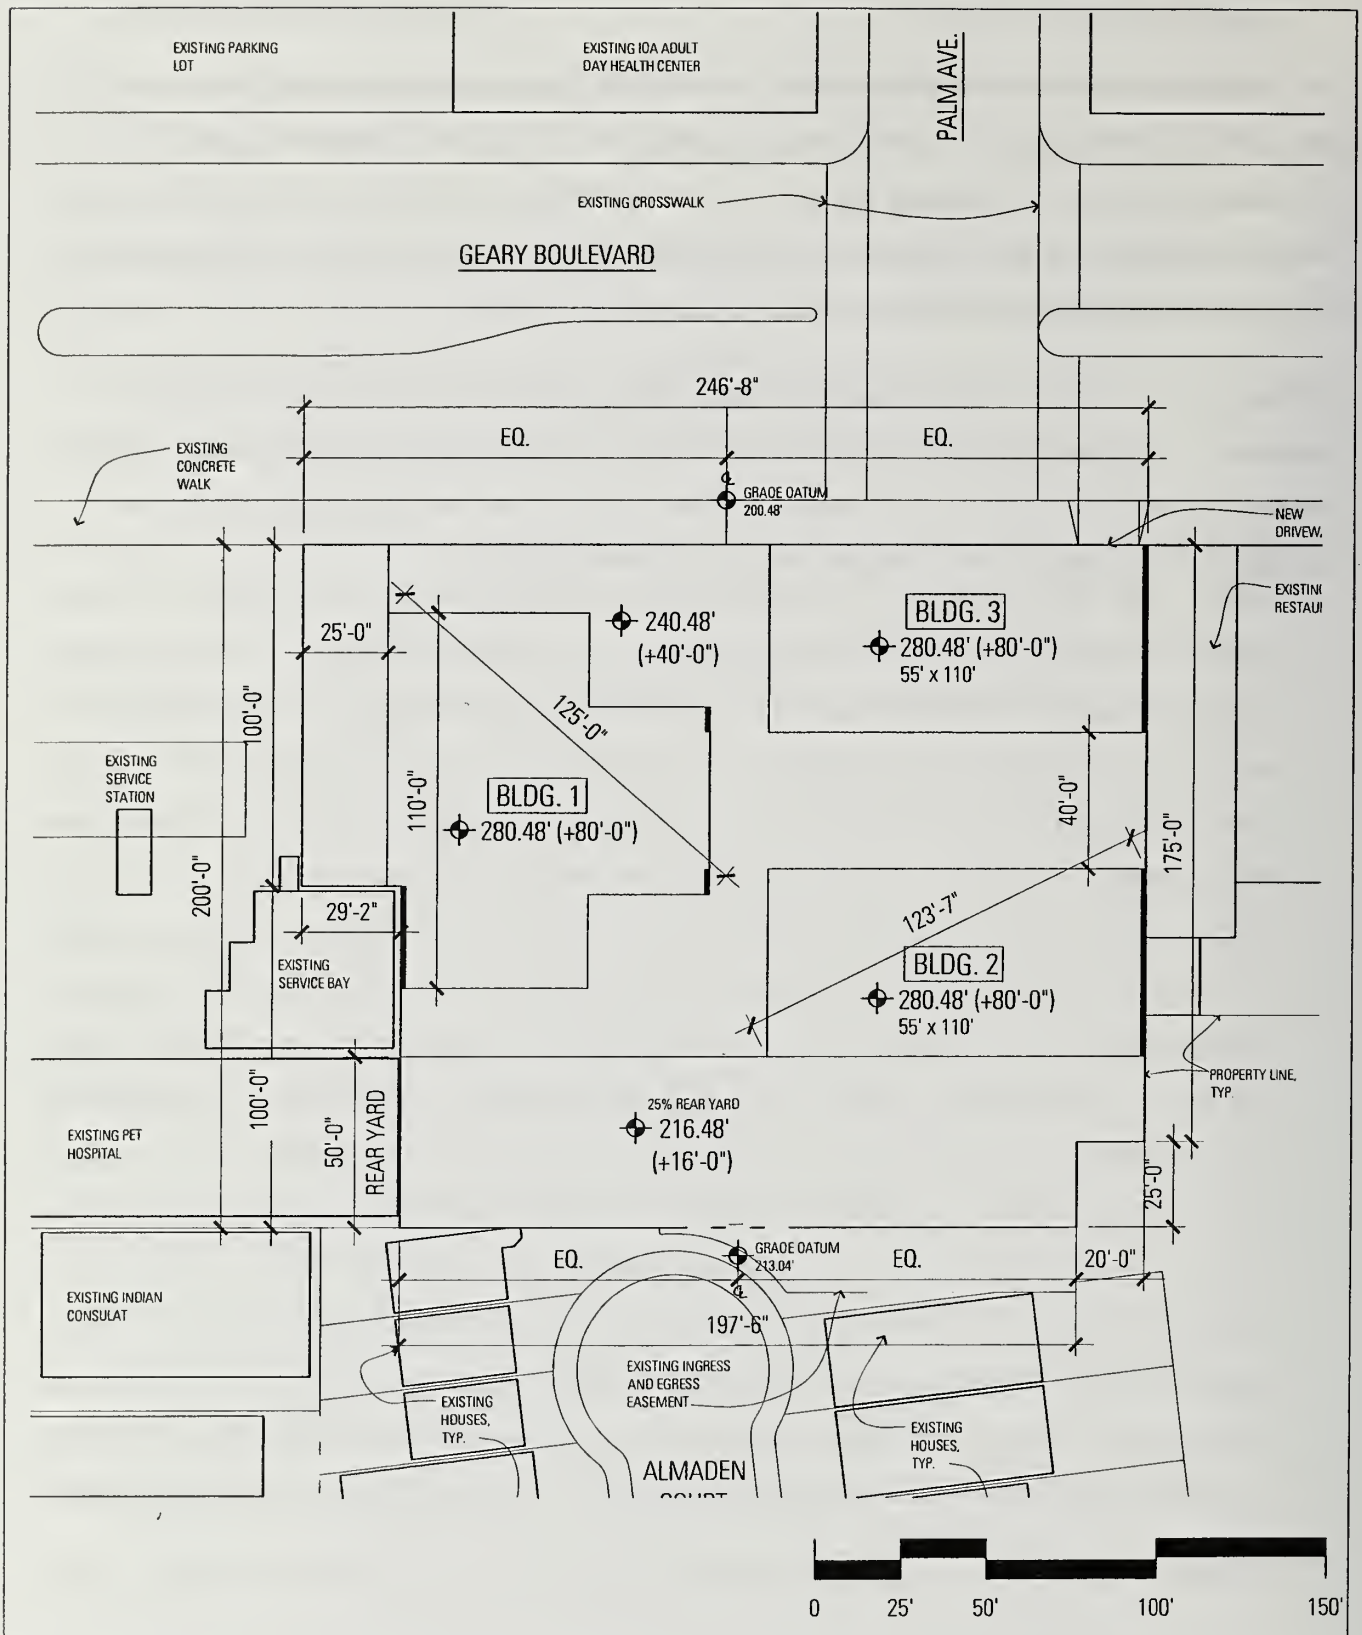 EXISTING PARKING
LOT
EXISTING IOA ADULT
DAY HEALTH CENTER
PALM AVE.
EXISTING CROSSWALK
GEARY BOULEVARD
246'-8"
EQ.
EQ.
EXISTING
CONCRETE
WALK
GRADE DATUM
200.48'
NEW
DRIVEW
EXISTIN
RESTAU
25'-0"
240.48'
(+40'-0")
BLDG. 3
280.48' (+80'-0")
55' x 110'
100'-0"
125'-0"
EXISTING
SERVICE
STATION
110'-0"
BLDG. 1
280.48' (+80'-0")
40'-0"
175'-0"
200'-0"
29'-2"
123'-7"
EXISTING
SERVICE BAY
BLDG. 2
280.48' (+80'-0")
55' x 110'
PROPERTY LINE,
TYP.
100'-0"
50'-0"
REAR YARD
25% REAR YARD
216.48'
(+16'-0")
EXISTING PET
HOSPITAL
25'-0"
GRADE DATUM
213.04'
EQ.
EQ.
20'-0"
EXISTING INDIAN
CONSULAT
197'-6"
EXISTING INGRESS
AND EGRESS
EASEMENT
EXISTING
HOUSES,
TYP.
EXISTING
HOUSES,
TYP.
ALMADEN
COURT
0 25' 50' 100' 150'